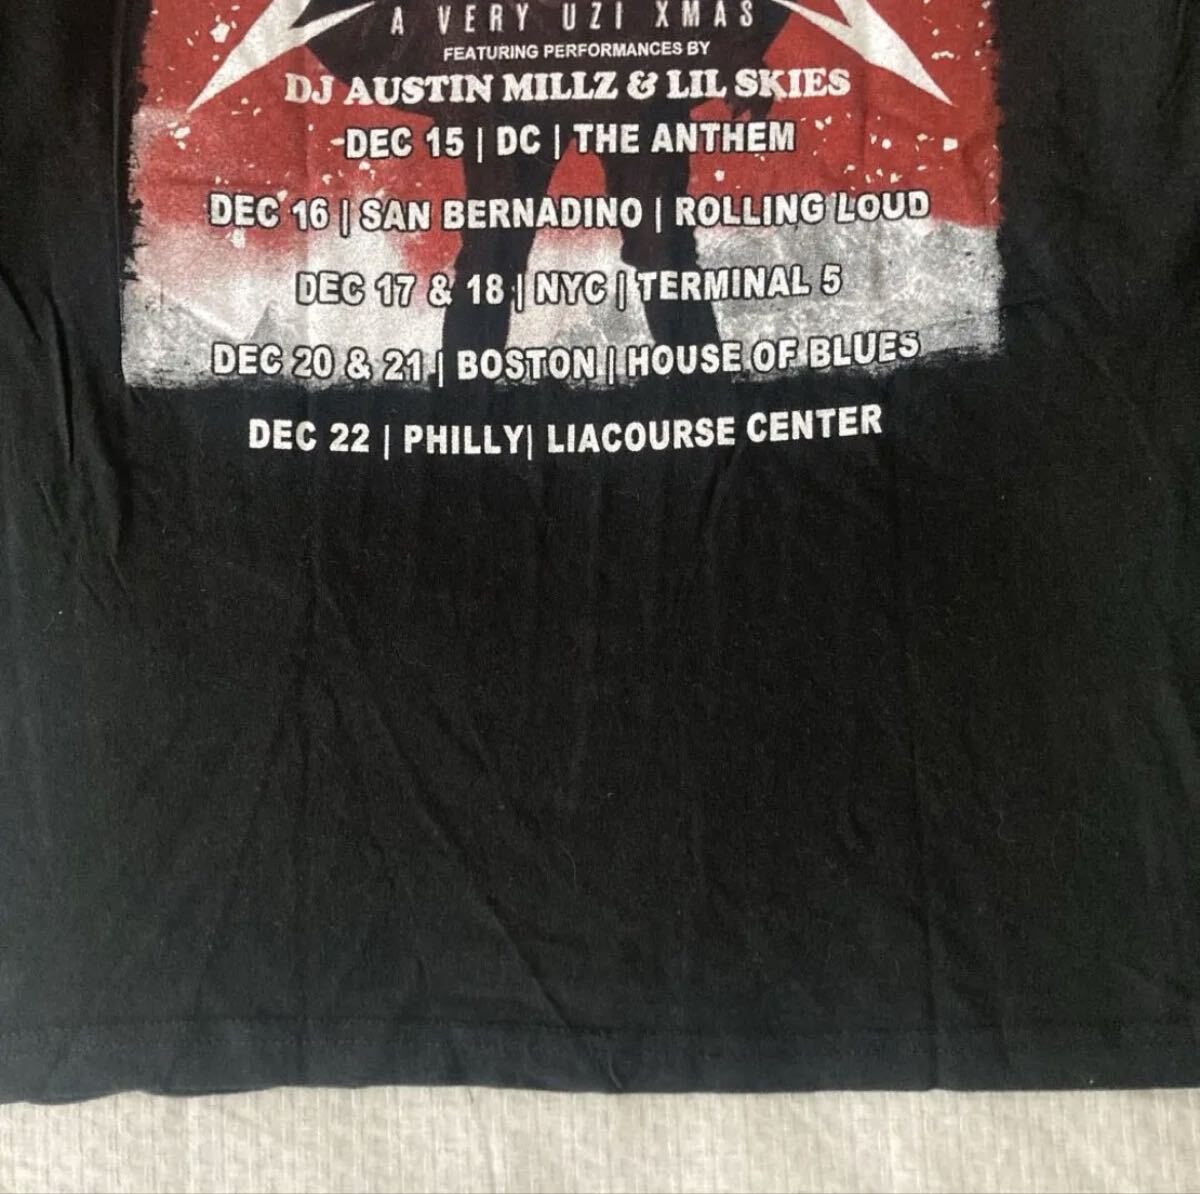 A VERY UZI XMAS
FEATURING PERFORMANCES BY
DJ AUSTIN MILLZ & LIL SKIES
DEC 15 | DC | THE ANTHEM
DEC 16 | SAN BERNADINO | ROLLING LOUD
DEC 17 & 18 | NYC | TERMINAL 5
DEC 20 & 21 | BOSTON | HOUSE OF BLUES
DEC 22 | PHILLY| LIACOURSE CENTER